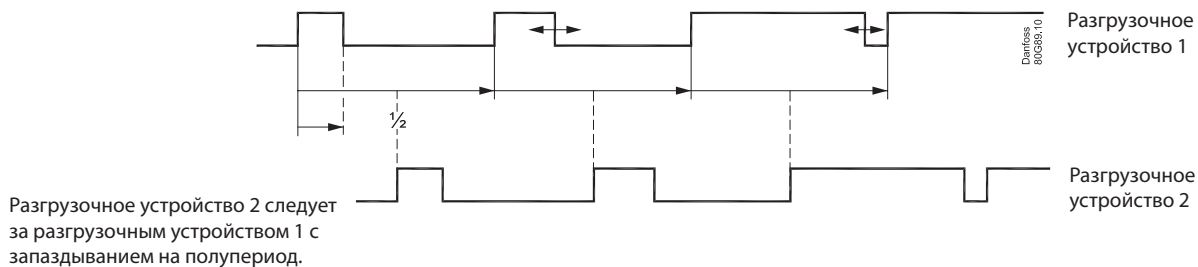 Разгрузочное
устройство 1
Danfoss
80G89.10
½
Разгрузочное
устройство 2
Разгрузочное устройство 2 следует
за разгрузочным устройством 1 с
запаздыванием на полупериод.